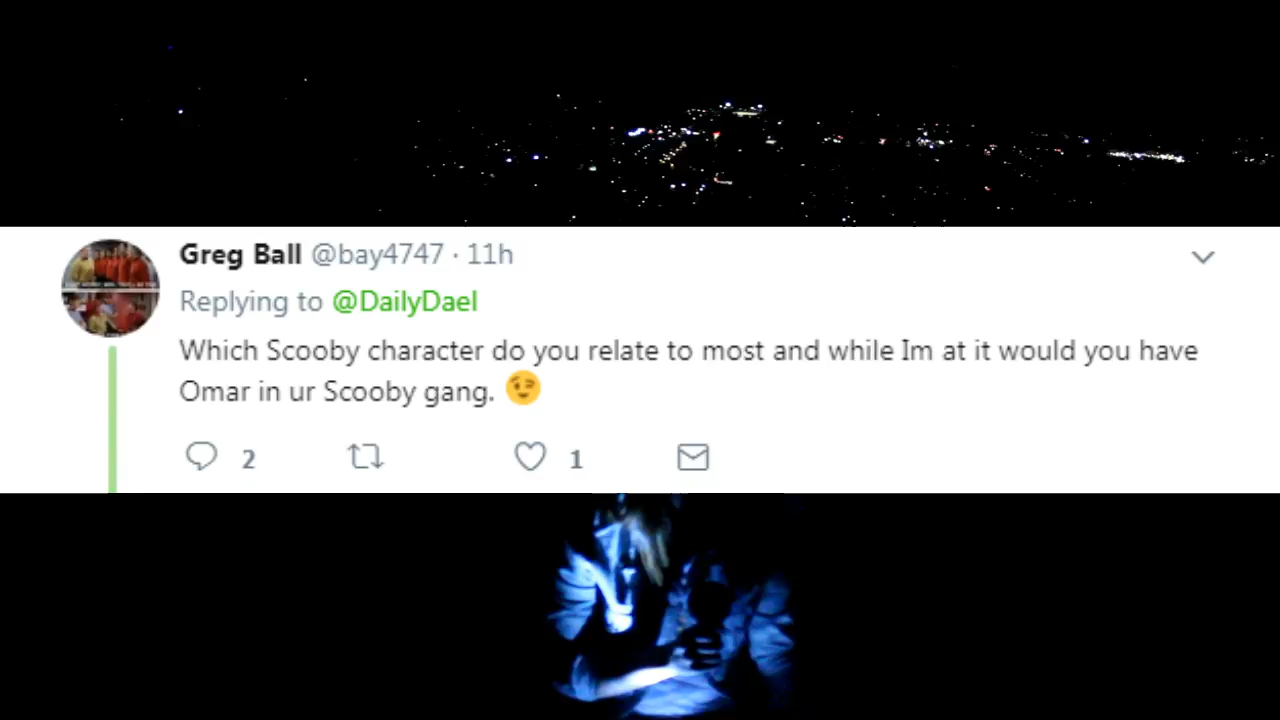 Greg Ball @bay4747 · 11h
Replying to @DailyDael
Which Scooby character do you relate to most and while Im at it would you have
Omar in ur Scooby gang. 😉
2 1